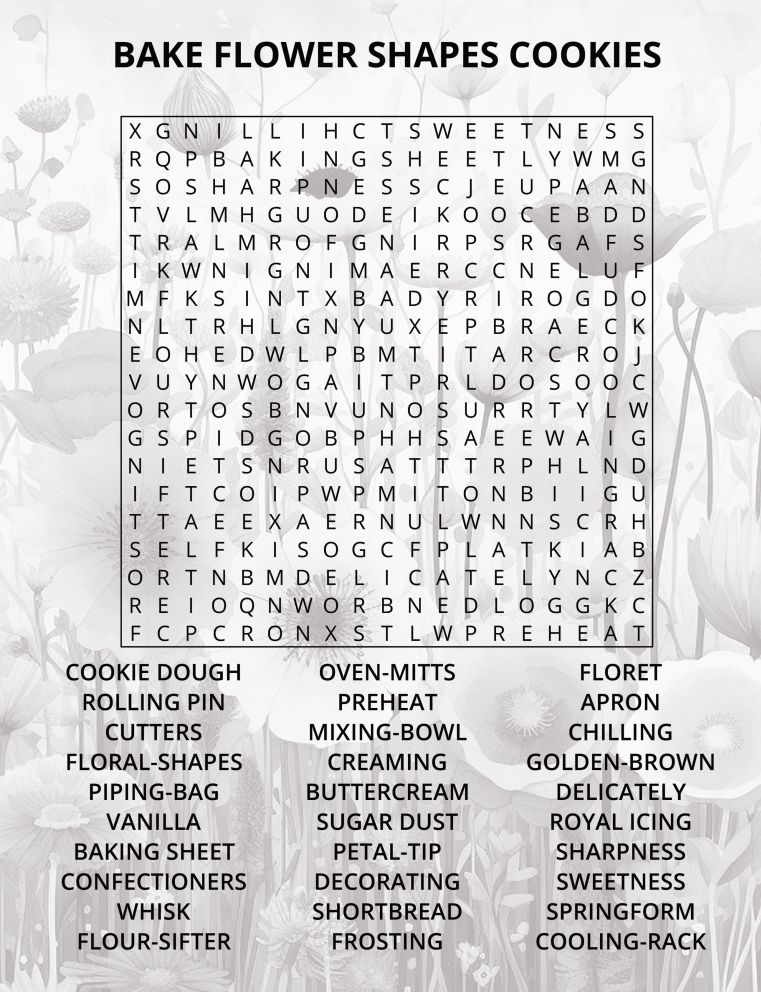 BAKE FLOWER SHAPES COOKIES
X G N I L L I H C T S W E E T N E S S
R Q P B A K I N G S H E E T L Y W M G
S O S H A R P N E S S C J E U P A A N
T V L M H G U O D E I K O O C E B D D
T R A L M R O F G N I R P S R G A F S
I K W N I G N I M A E R C C N E L U F
M F K S I N T X B A D Y R I R O G D O
N L T R H L G N Y U X E P B R A E C K
E O H E D W L P B M T I T A R C R O J
V U Y N W O G A I T P R L D O S O O C
O R T O S B N V U N O S U R R T Y L W
G S P I D G O B P H H S A E E W A I G
N I E T S N R U S A T T T R P H L N D
I F T C O I P W P M I T O N B I I G U
T T A E E X A E R N U L W N N S C R H
S E L F K I S O G C F P L A T K I A B
O R T N B M D E L I C A T E L Y N C Z
R E I O Q N W O R B N E D L O G G K C
F C P C R O N X S T L W P R E H E A T
COOKIE DOUGH OVEN-MITTS FLORET
ROLLING PIN PREHEAT APRON
CUTTERS MIXING-BOWL CHILLING
FLORAL-SHAPES CREAMING GOLDEN-BROWN
PIPING-BAG BUTTERCREAM DELICATELY
VANILLA SUGAR DUST ROYAL ICING
BAKING SHEET PETAL-TIP SHARPNESS
CONFECTIONERS DECORATING SWEETNESS
WHISK SHORTBREAD SPRINGFORM
FLOUR-SIFTER FROSTING COOLING-RACK